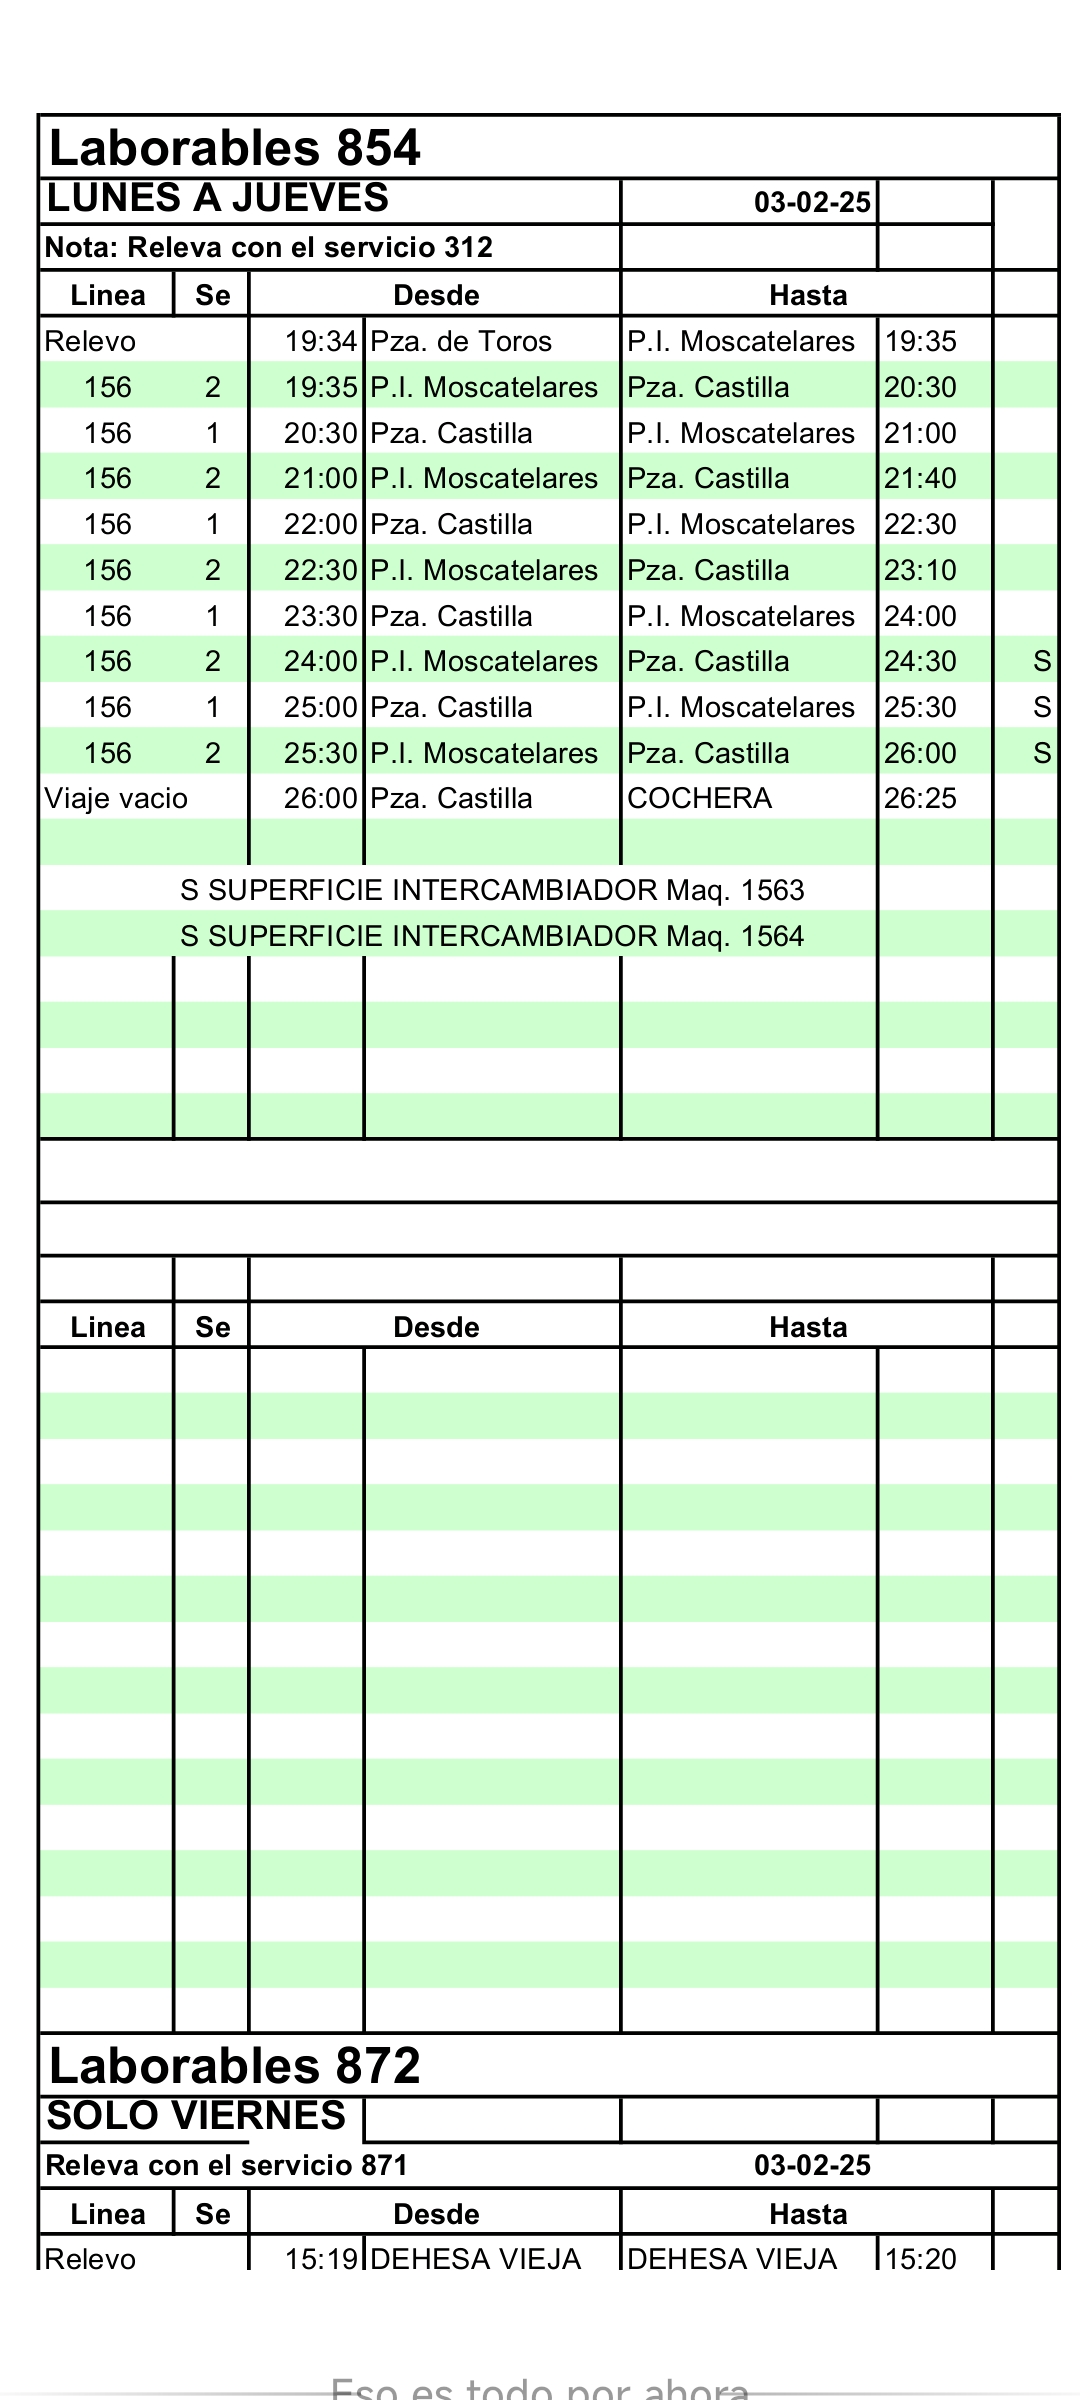 Laborables 854
LUNES A JUEVES 03-02-25
Nota: Releva con el servicio 312
Linea Se Desde Hasta
Relevo 19:34 Pza. de Toros P.I. Moscatelares 19:35
156 2 19:35 P.I. Moscatelares Pza. Castilla 20:30
156 1 20:30 Pza. Castilla P.I. Moscatelares 21:00
156 2 21:00 P.I. Moscatelares Pza. Castilla 21:40
156 1 22:00 Pza. Castilla P.I. Moscatelares 22:30
156 2 22:30 P.I. Moscatelares Pza. Castilla 23:10
156 1 23:30 Pza. Castilla P.I. Moscatelares 24:00
156 2 24:00 P.I. Moscatelares Pza. Castilla 24:30 S
156 1 25:00 Pza. Castilla P.I. Moscatelares 25:30 S
156 2 25:30 P.I. Moscatelares Pza. Castilla 26:00 S
Viaje vacio 26:00 Pza. Castilla COCHERA 26:25
S SUPERFICIE INTERCAMBIADOR Maq. 1563
S SUPERFICIE INTERCAMBIADOR Maq. 1564
Linea Se Desde Hasta
Laborables 872
SOLO VIERNES
Releva con el servicio 871 03-02-25
Linea Se Desde Hasta
Relevo 15:19 DEHESA VIEJA DEHESA VIEJA 15:20
Eso es todo por ahora